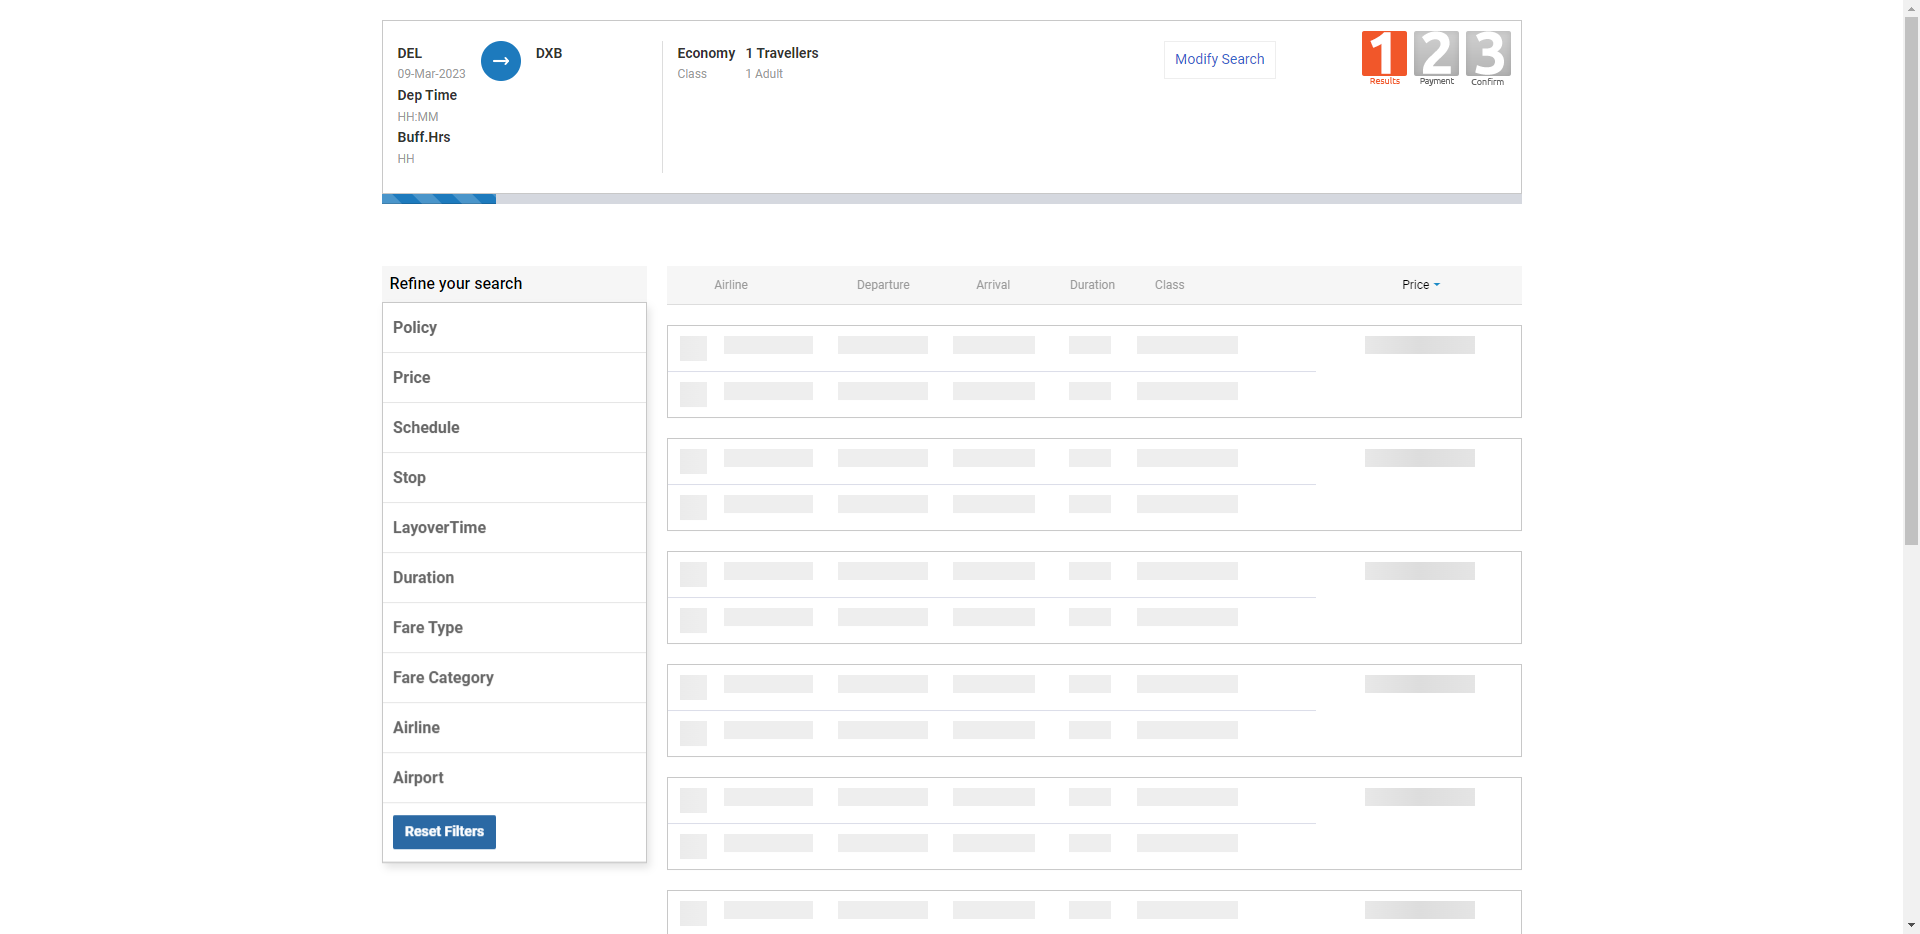 DEL
DXB
09-Mar-2023
Dep Time
HH:MM
Buff.Hrs
HH
Economy 1 Travellers
Class 1 Adult
Modify Search
1 2 3
Results Payment Confirm
Refine your search
Policy
Price
Schedule
Stop
LayoverTime
Duration
Fare Type
Fare Category
Airline
Airport
Reset Filters
Airline Departure Arrival Duration Class Price